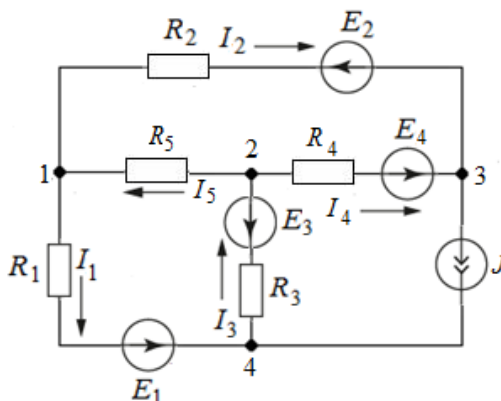 R₂ I₂ E₂
R₅ 2 R₄ E₄
1 I₅ I₄ 3
R₁ I₁ E₃ J
I₃ R₃
E₁ 4